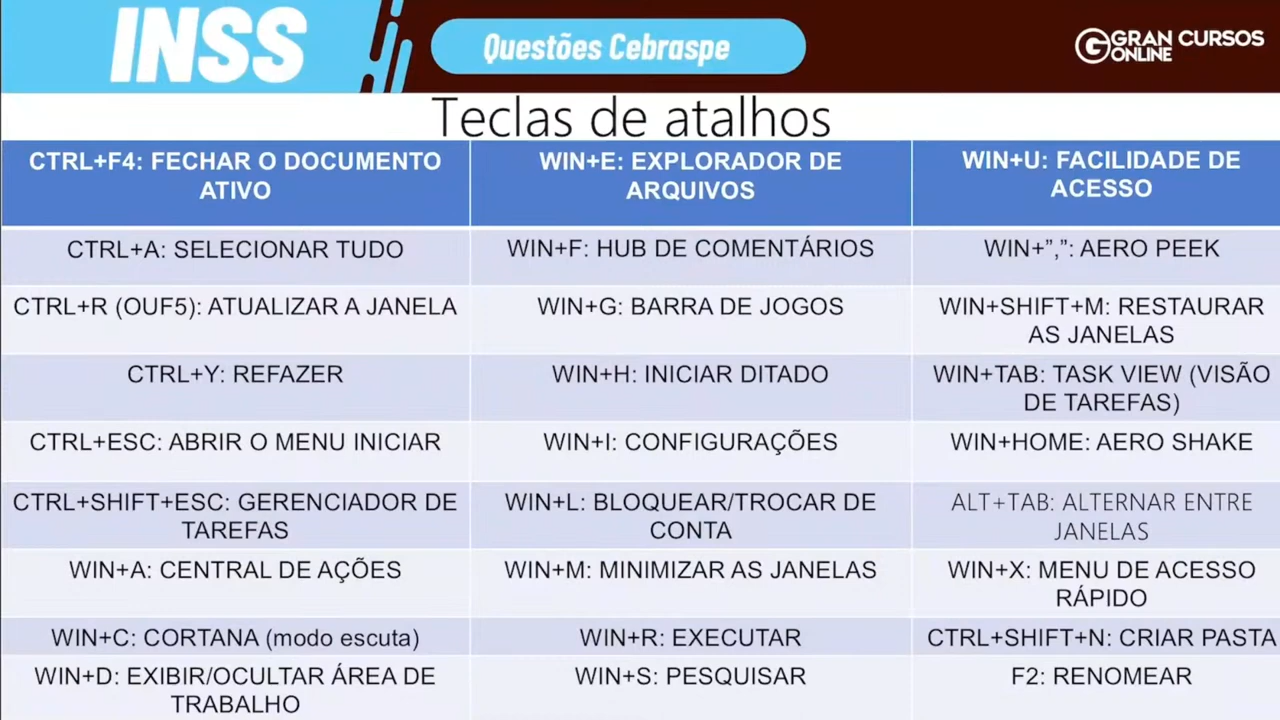 INSS
Questões Cebraspe
GRAN CURSOS
ONLINE
Teclas de atalhos
CTRL+F4: FECHAR O DOCUMENTO
ATIVO
WIN+E: EXPLORADOR DE
ARQUIVOS
WIN+U: FACILIDADE DE
ACESSO
CTRL+A: SELECIONAR TUDO
WIN+F: HUB DE COMENTÁRIOS
WIN+”,”: AERO PEEK
CTRL+R (OUF5): ATUALIZAR A JANELA
WIN+G: BARRA DE JOGOS
WIN+SHIFT+M: RESTAURAR
AS JANELAS
CTRL+Y: REFAZER
WIN+H: INICIAR DITADO
WIN+TAB: TASK VIEW (VISÃO
DE TAREFAS)
CTRL+ESC: ABRIR O MENU INICIAR
WIN+I: CONFIGURAÇÕES
WIN+HOME: AERO SHAKE
CTRL+SHIFT+ESC: GERENCIADOR DE
TAREFAS
WIN+L: BLOQUEAR/TROCAR DE
CONTA
ALT+TAB: ALTERNAR ENTRE
JANELAS
WIN+A: CENTRAL DE AÇÕES
WIN+M: MINIMIZAR AS JANELAS
WIN+X: MENU DE ACESSO
RÁPIDO
WIN+C: CORTANA (modo escuta)
WIN+R: EXECUTAR
CTRL+SHIFT+N: CRIAR PASTA
WIN+D: EXIBIR/OCULTAR ÁREA DE
TRABALHO
WIN+S: PESQUISAR
F2: RENOMEAR